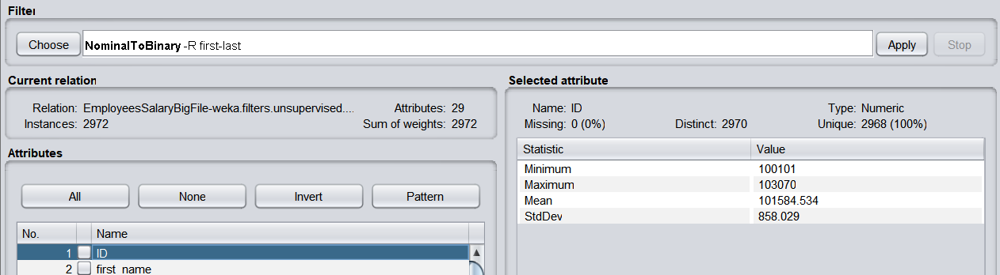 Filter
Choose NominalToBinary -R first-last Apply Stop
Current relation
Relation: EmployeesSalaryBigFile-weka.filters.unsupervised.... Attributes: 29
Instances: 2972 Sum of weights: 2972
Attributes
All None Invert Pattern
No. Name
1 ID
2 first_name
Selected attribute
Name: ID Type: Numeric
Missing: 0 (0%) Distinct: 2970 Unique: 2968 (100%)
Statistic Value
Minimum 100101
Maximum 103070
Mean 101584.534
StdDev 858.029